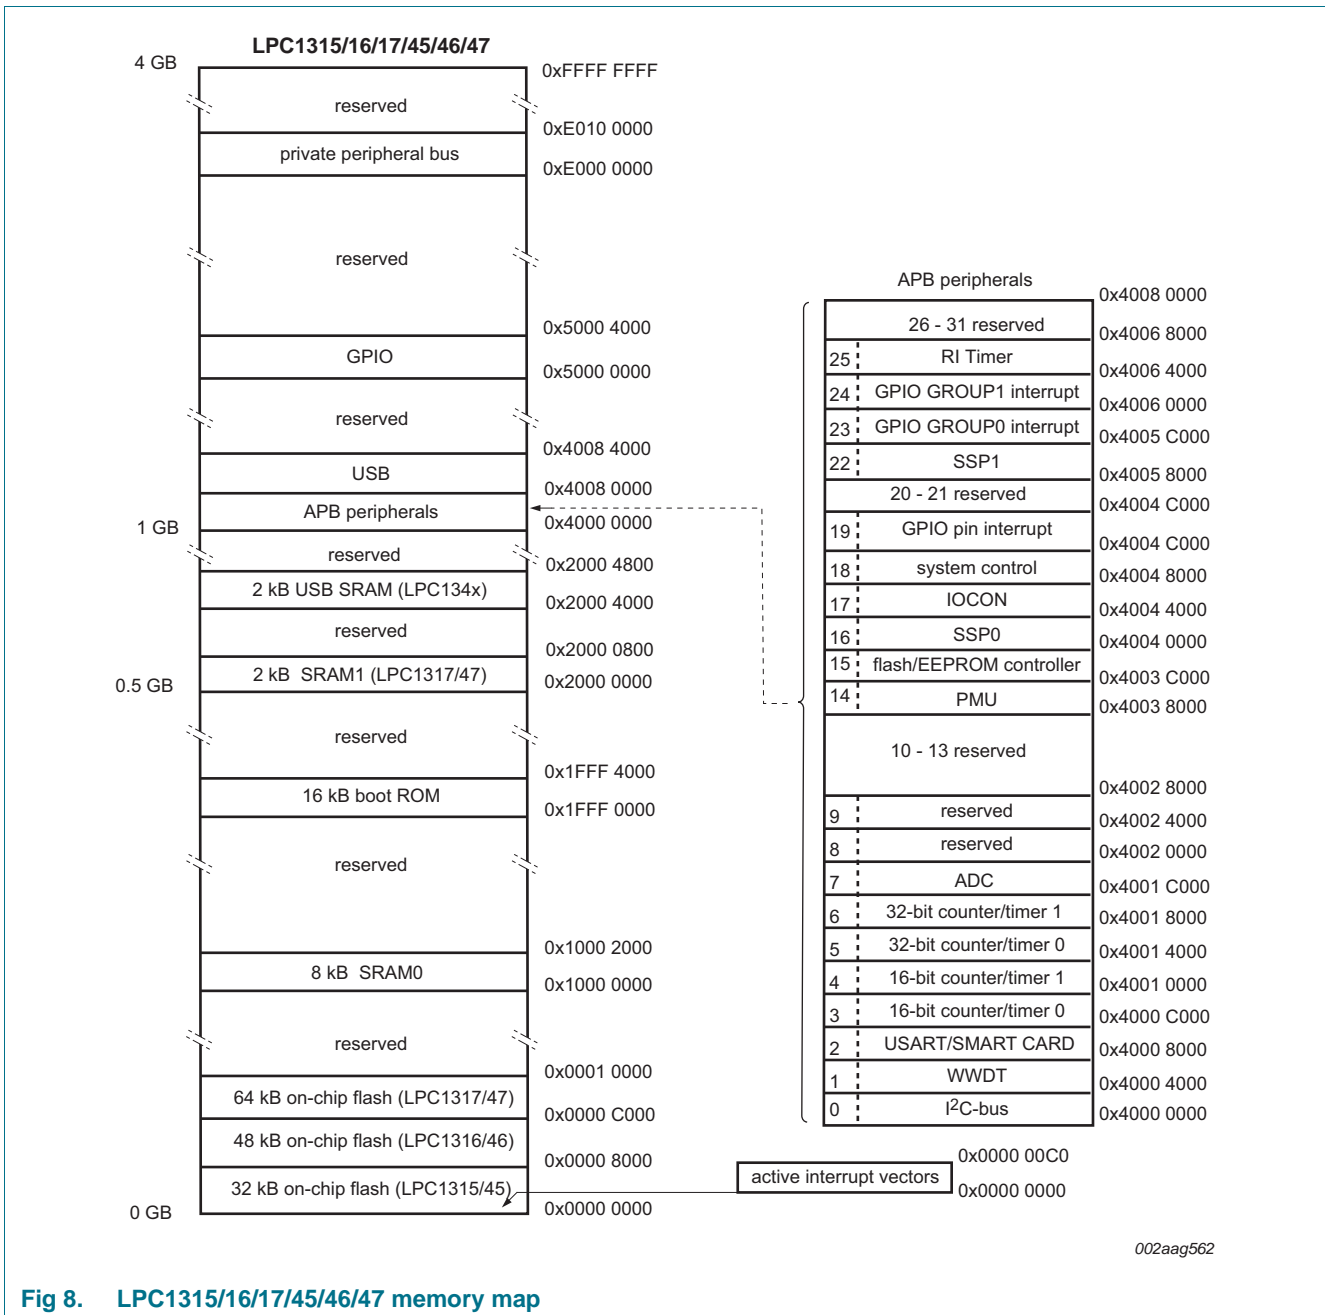 LPC1315/16/17/45/46/47
4 GB
0xFFFF FFFF
reserved
0xE010 0000
private peripheral bus
0xE000 0000
reserved
0x5000 4000
GPIO
0x5000 0000
reserved
0x4008 4000
USB
0x4008 0000
APB peripherals
1 GB
0x4000 0000
reserved
0x2000 4800
2 kB USB SRAM (LPC134x)
0x2000 4000
reserved
0x2000 0800
2 kB SRAM1 (LPC1317/47)
0.5 GB
0x2000 0000
reserved
0x1FFF 4000
16 kB boot ROM
0x1FFF 0000
reserved
0x1000 2000
8 kB SRAM0
0x1000 0000
reserved
0x0001 0000
64 kB on-chip flash (LPC1317/47)
0x0000 C000
48 kB on-chip flash (LPC1316/46)
0x0000 8000
32 kB on-chip flash (LPC1315/45)
0 GB
0x0000 0000
APB peripherals
0x4008 0000
26 - 31 reserved
0x4006 8000
25 RI Timer
0x4006 4000
24 GPIO GROUP1 interrupt
0x4006 0000
23 GPIO GROUP0 interrupt
0x4005 C000
22 SSP1
0x4005 8000
20 - 21 reserved
0x4004 C000
19 GPIO pin interrupt
0x4004 C000
18 system control
0x4004 8000
17 IOCON
0x4004 4000
16 SSP0
0x4004 0000
15 flash/EEPROM controller
0x4003 C000
14 PMU
0x4003 8000
10 - 13 reserved
0x4002 8000
9 reserved
0x4002 4000
8 reserved
0x4002 0000
7 ADC
0x4001 C000
6 32-bit counter/timer 1
0x4001 8000
5 32-bit counter/timer 0
0x4001 4000
4 16-bit counter/timer 1
0x4001 0000
3 16-bit counter/timer 0
0x4000 C000
2 USART/SMART CARD
0x4000 8000
1 WWDT
0x4000 4000
0 I2C-bus
0x4000 0000
0x0000 00C0
active interrupt vectors
0x0000 0000
002aag562
Fig 8. LPC1315/16/17/45/46/47 memory map